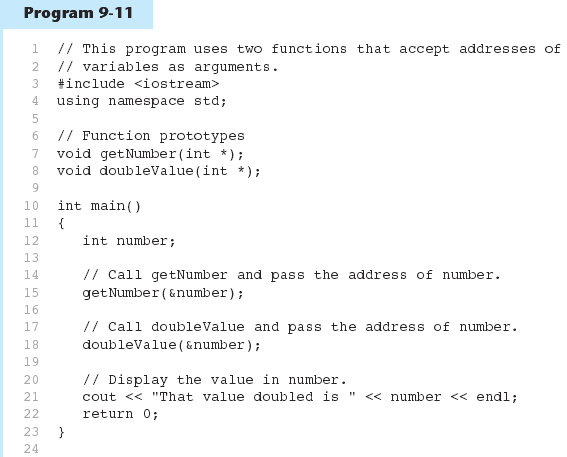 Program 9-11
1 // This program uses two functions that accept addresses of
2 // variables as arguments.
3 #include <iostream>
4 using namespace std;
5
6 // Function prototypes
7 void getNumber(int *);
8 void doubleValue(int *);
9
10 int main()
11 {
12 int number;
13
14 // Call getNumber and pass the address of number.
15 getNumber(&number);
16
17 // Call doubleValue and pass the address of number.
18 doubleValue(&number);
19
20 // Display the value in number.
21 cout << "That value doubled is " << number << endl;
22 return 0;
23 }
24